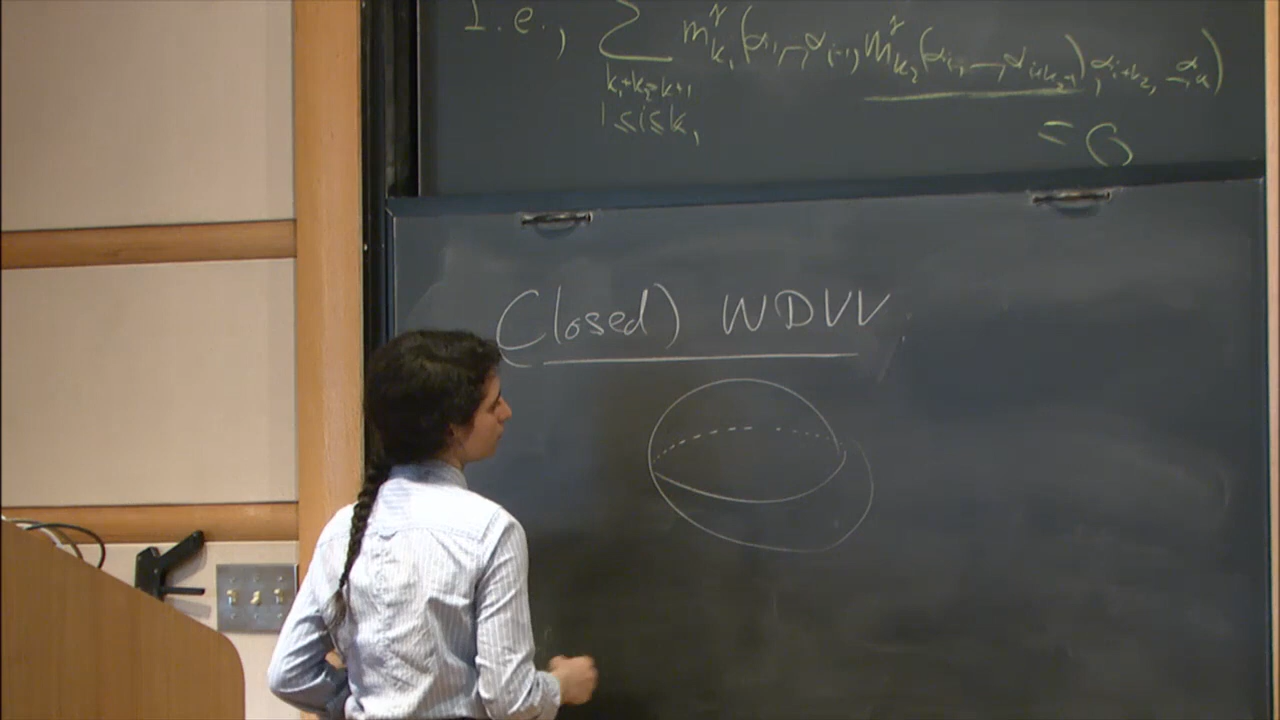 I.e., ∑ m^γ_{k₁}(α₁,…,α_{i-1}, m^γ_{k₂}(α_i,…,α_{i+k₂-1}), α_{i+k₂},…,α_k)
k₁+k₂=k+1
1≤i≤k₁
= 0
(Closed) WDVV